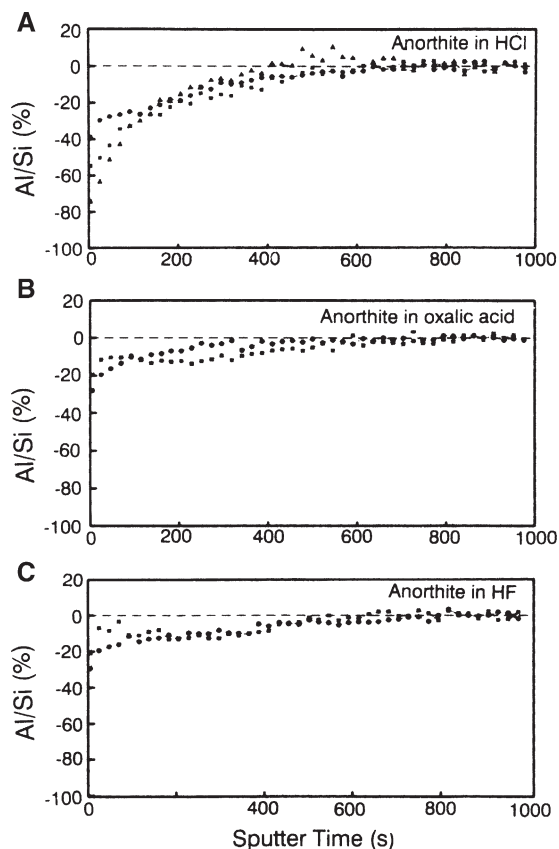 A
Anorthite in HCl
Al/Si (%)
20
0
-20
-40
-60
-80
-100
0 200 400 600 800 1000
B
Anorthite in oxalic acid
Al/Si (%)
20
0
-20
-40
-60
-80
-100
0 200 400 600 800 1000
C
Anorthite in HF
Al/Si (%)
20
0
-20
-40
-60
-80
-100
0 200 400 600 800 1000
Sputter Time (s)